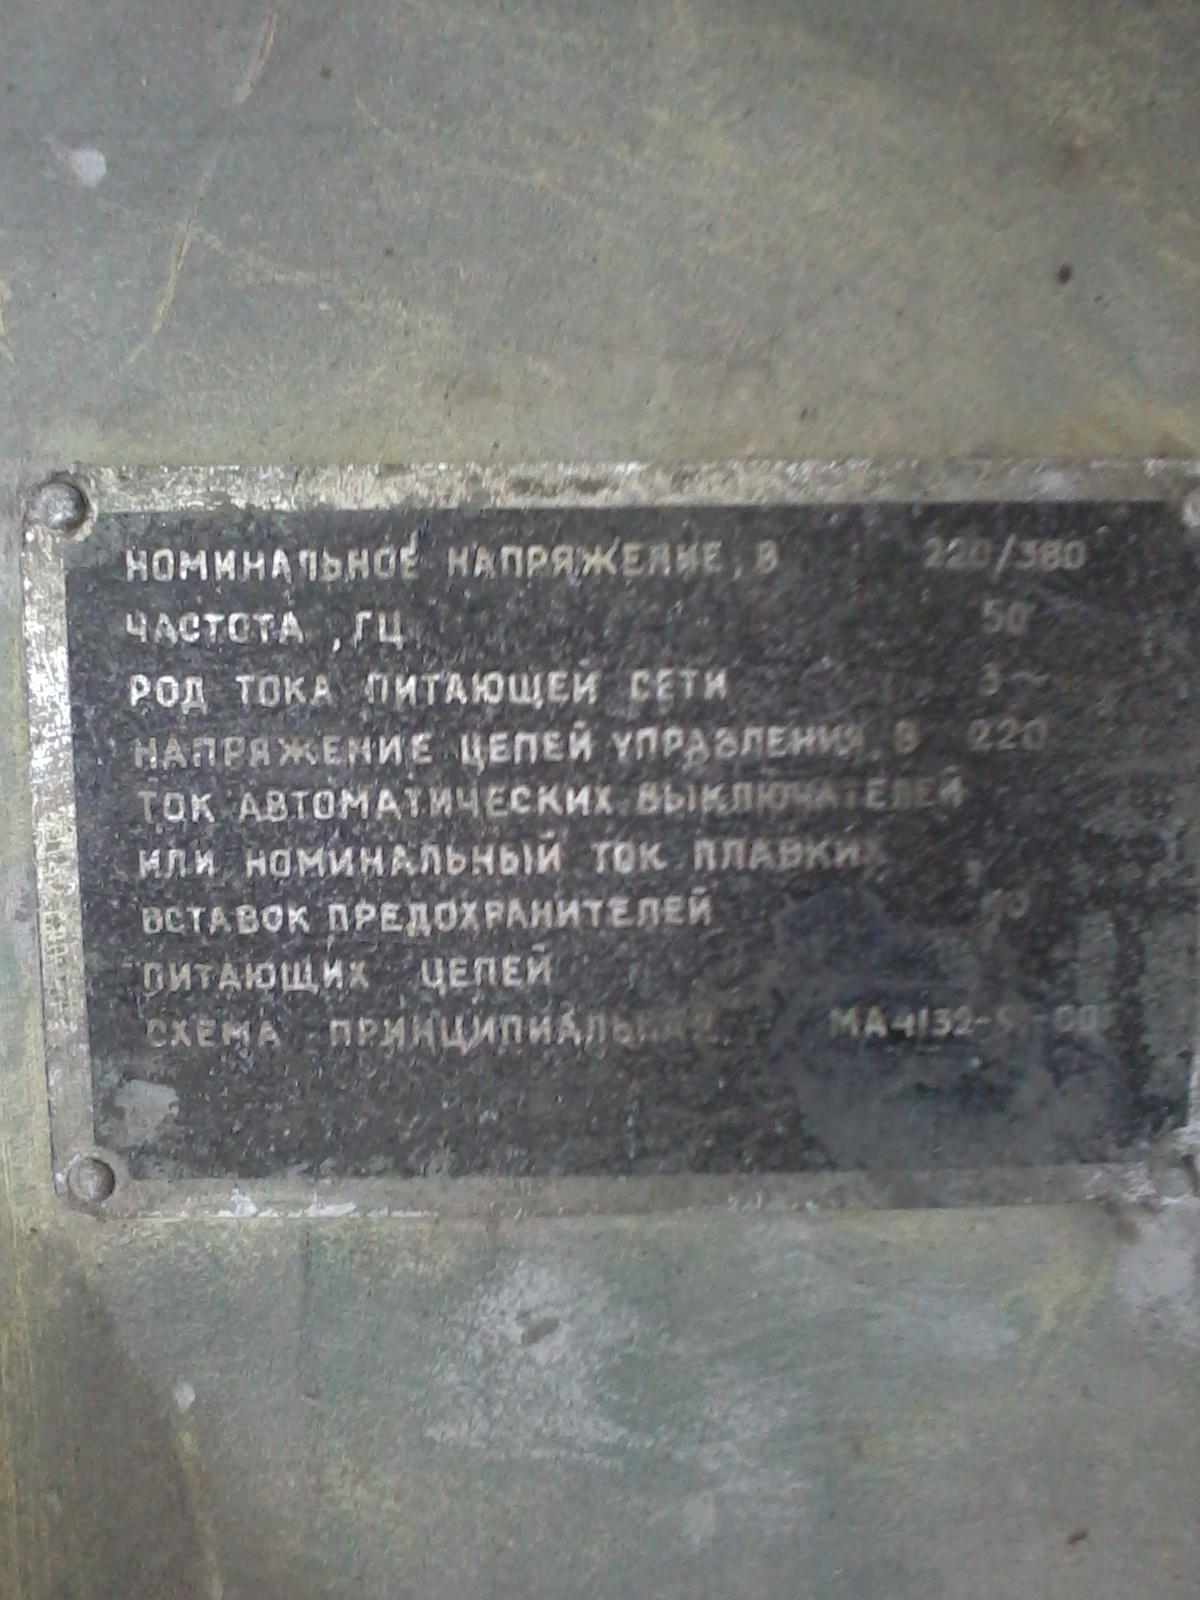 НОМИНАЛЬНОЕ НАПРЯЖЕНИЕ, В 220/380
ЧАСТОТА ,ГЦ 50
РОД ТОКА ПИТАЮЩЕЙ СЕТИ 3~
НАПРЯЖЕНИЕ ЦЕПЕЙ УПРАВЛЕНИЯ, В 220
ТОК АВТОМАТИЧЕСКИХ ВЫКЛЮЧАТЕЛЕЙ
ИЛИ НОМИНАЛЬНЫЙ ТОК ПЛАВКИХ
ВСТАВОК ПРЕДОХРАНИТЕЛЕЙ
ПИТАЮЩИХ ЦЕПЕЙ
СХЕМА ПРИНЦИПИАЛЬНАЯ